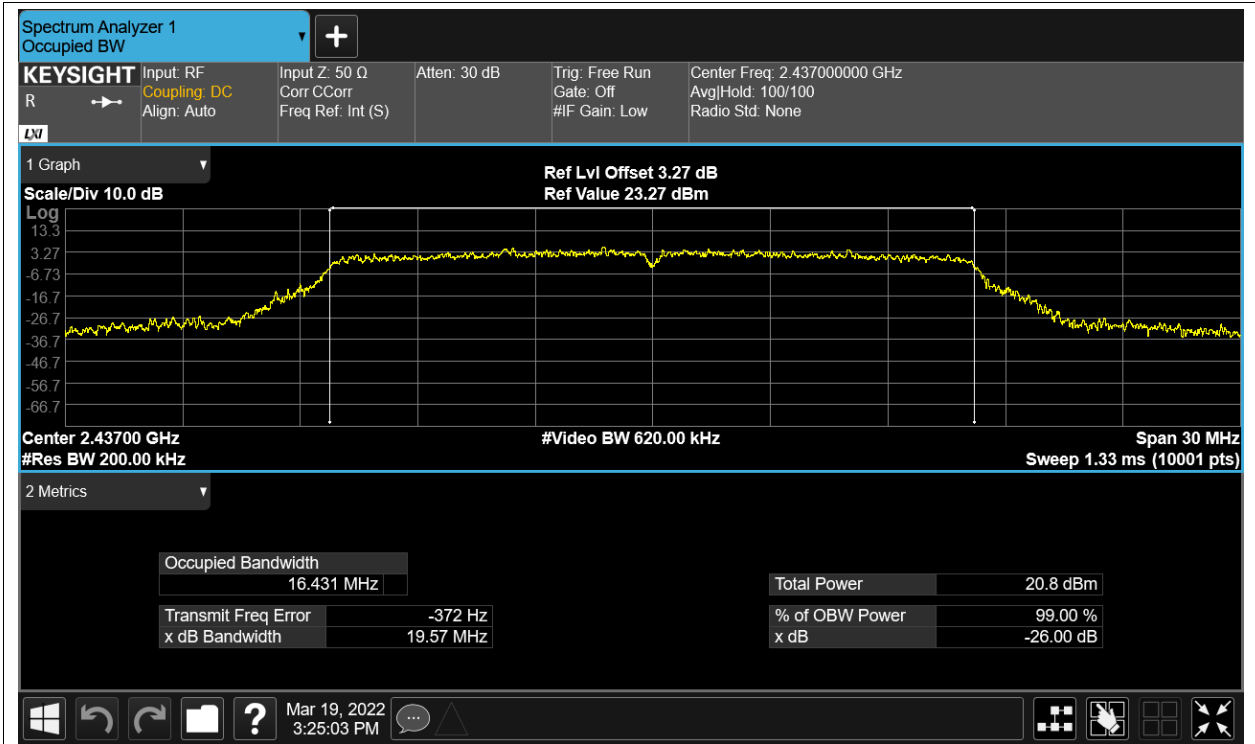 Spectrum Analyzer 1
Occupied BW
KEYSIGHT
R
LXI
Input: RF
Coupling: DC
Align: Auto
Input Z: 50 Ω
Corr CCorr
Freq Ref: Int (S)
Atten: 30 dB
Trig: Free Run
Gate: Off
#IF Gain: Low
Center Freq: 2.437000000 GHz
Avg|Hold: 100/100
Radio Std: None
1 Graph
Scale/Div 10.0 dB
Ref Lvl Offset 3.27 dB
Ref Value 23.27 dBm
Log
13.3
3.27
-6.73
-16.7
-26.7
-36.7
-46.7
-56.7
-66.7
Center 2.43700 GHz
#Video BW 620.00 kHz
Span 30 MHz
#Res BW 200.00 kHz
Sweep 1.33 ms (10001 pts)
2 Metrics
Occupied Bandwidth
16.431 MHz
Total Power 20.8 dBm
Transmit Freq Error -372 Hz
% of OBW Power 99.00 %
x dB Bandwidth 19.57 MHz
x dB -26.00 dB
?
Mar 19, 2022
3:25:03 PM